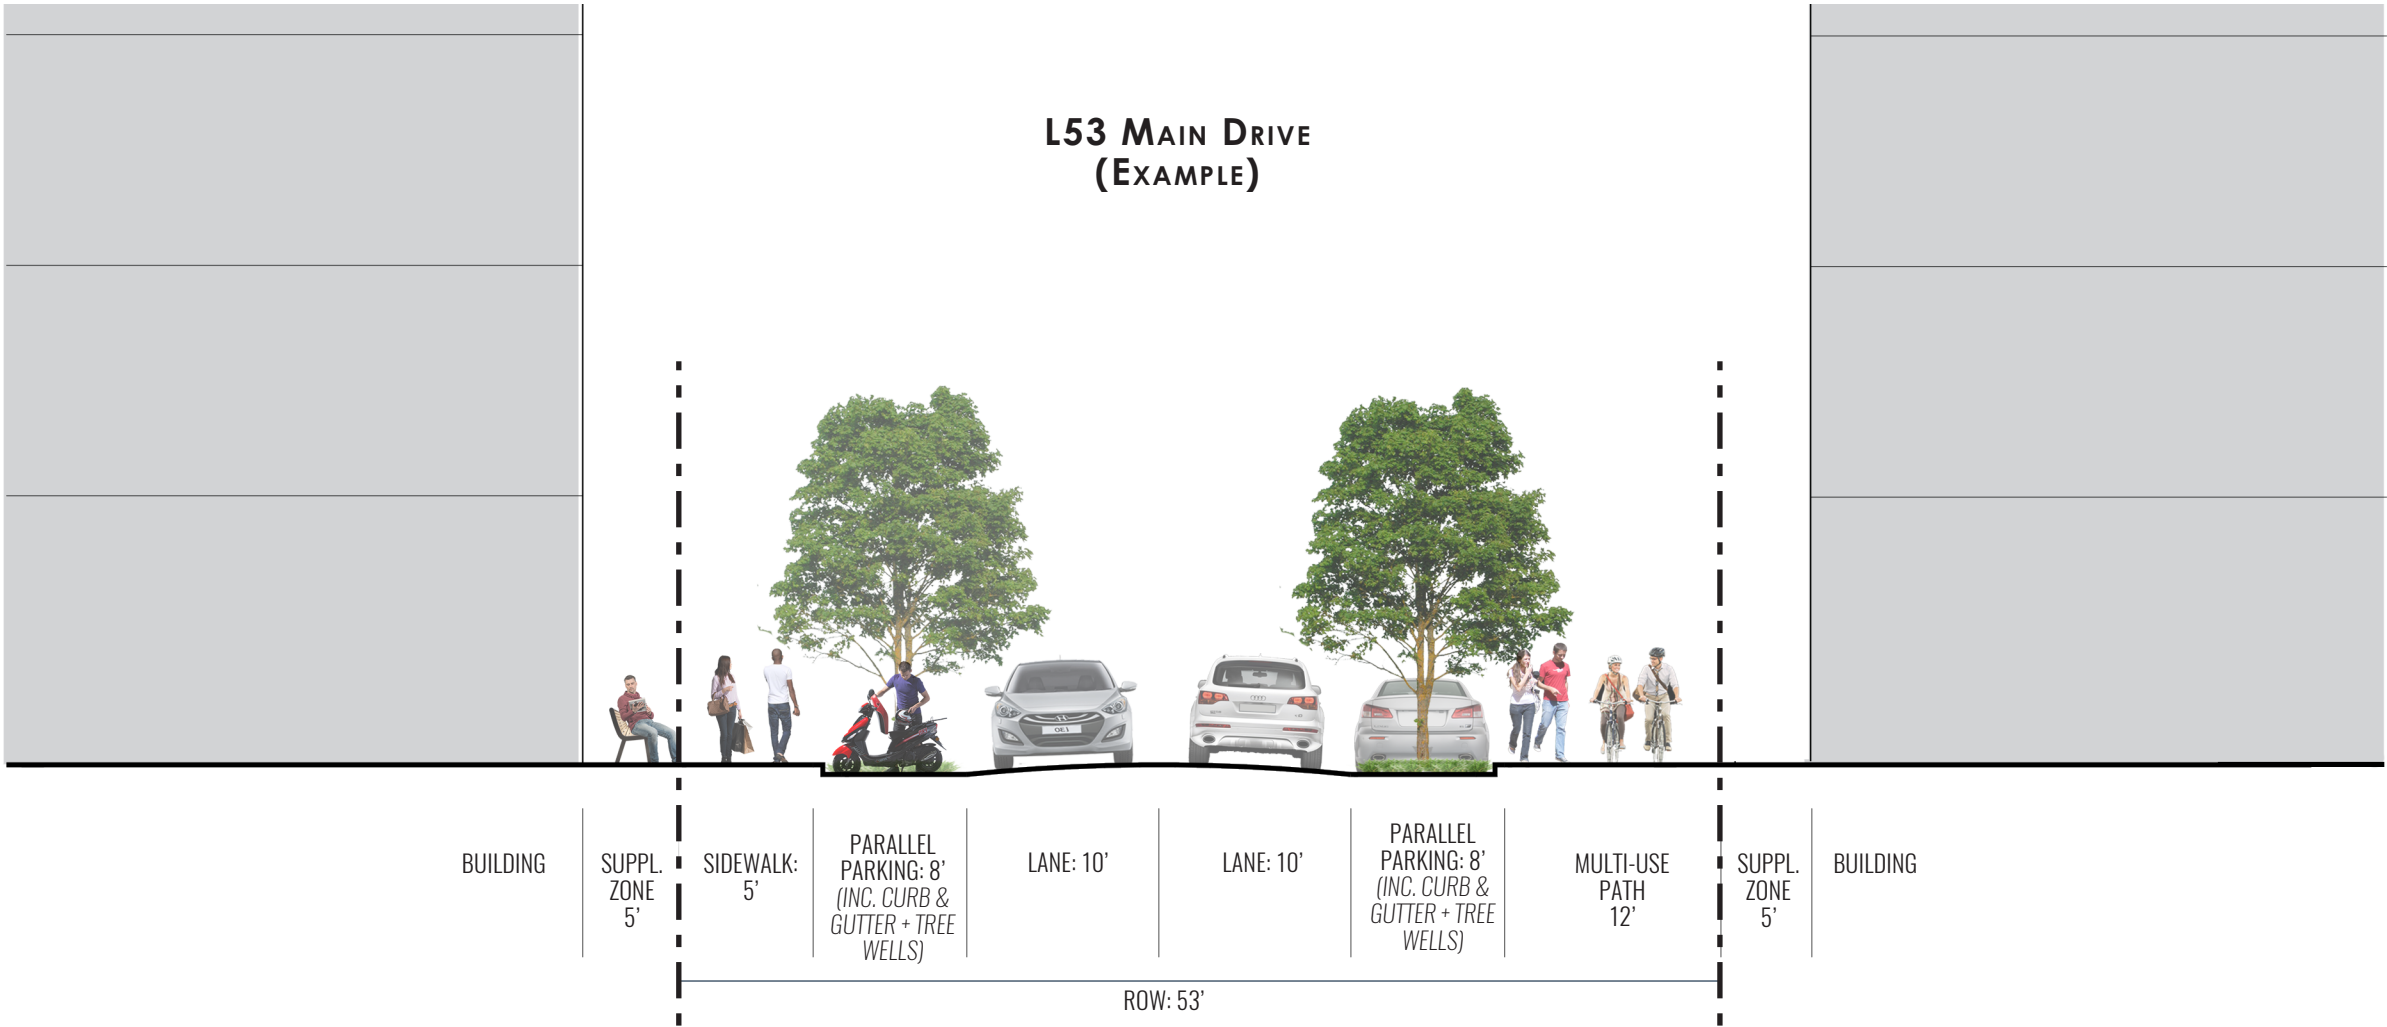 L53 Main Drive
(Example)
OE1
BUILDING
SUPPL.
ZONE
5’
SIDEWALK:
5’
PARALLEL
PARKING: 8’
(INC. CURB &
GUTTER + TREE
WELLS)
LANE: 10’
LANE: 10’
PARALLEL
PARKING: 8’
(INC. CURB &
GUTTER + TREE
WELLS)
MULTI-USE
PATH
12’
SUPPL.
ZONE
5’
BUILDING
ROW: 53’